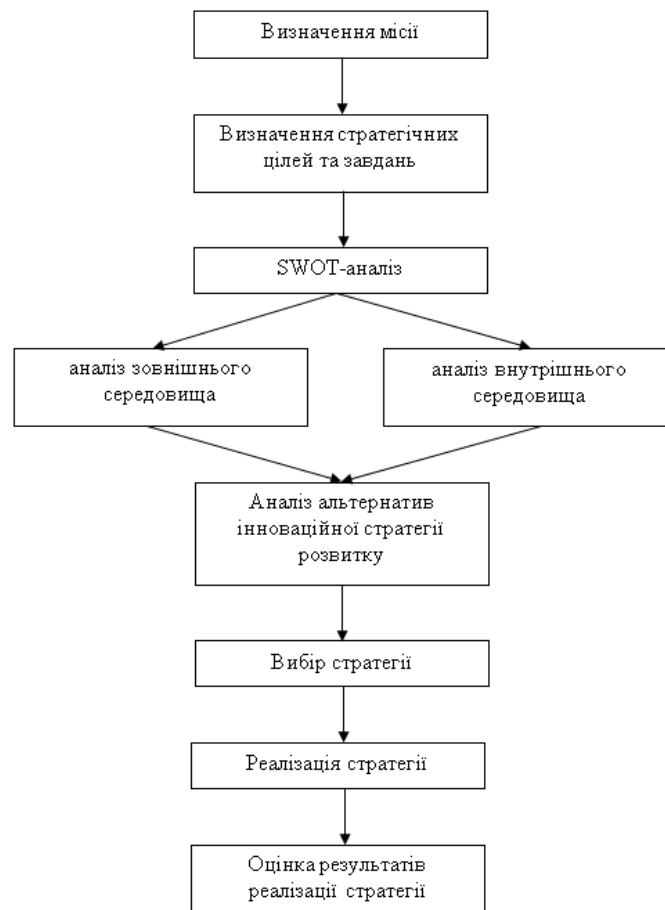 Визначення місії
Визначення стратегічних
цілей та завдань
SWOT-аналіз
аналіз зовнішнього
середовища
аналіз внутрішнього
середовища
Аналіз альтернатив
інноваційної стратегії
розвитку
Вибір стратегії
Реалізація стратегії
Оцінка результатів
реалізації стратегії